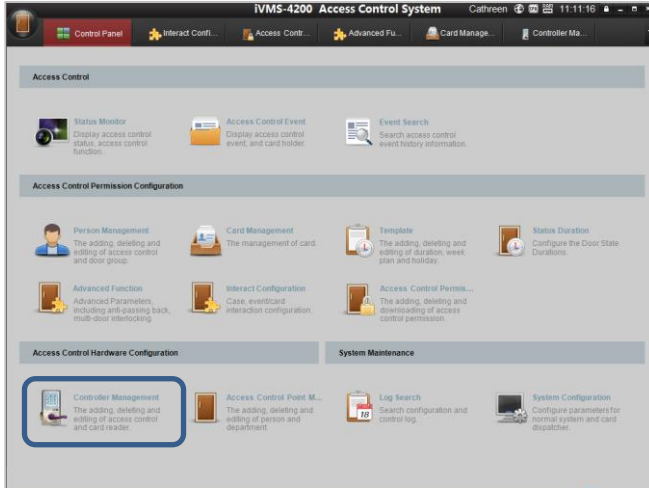 iVMS-4200 Access Control System Cathreen 11:11:16
Control Panel Interact Confi... Access Contr... Advanced Fu... Card Manage... Controller Ma...
Access Control
Status Monitor
Display access control
status, access control
function.
Access Control Event
Display access control
event, and card holder.
Event Search
Search access control
event history information.
Access Control Permission Configuration
Person Management
The adding, deleting and
editing of access control
and door group.
Card Management
The management of card.
Template
The adding, deleting and
editing of duration, week
plan and holiday.
Status Duration
Configure the Door State
Durations.
Advanced Function
Advanced Parameters,
including anti-passing back,
multi-door interlocking.
Interact Configuration
Case, event/card
interaction configuration.
Access Control Permis...
The adding, deleting and
downloading of access
control permission.
Access Control Hardware Configuration
Controller Management
The adding, deleting and
editing of access control
and card reader.
Access Control Point M...
The adding, deleting and
editing of person and
department.
System Maintenance
Log Search
Search configuration and
control log.
18
System Configuration
Configure parameters for
normal system and card
dispatcher.